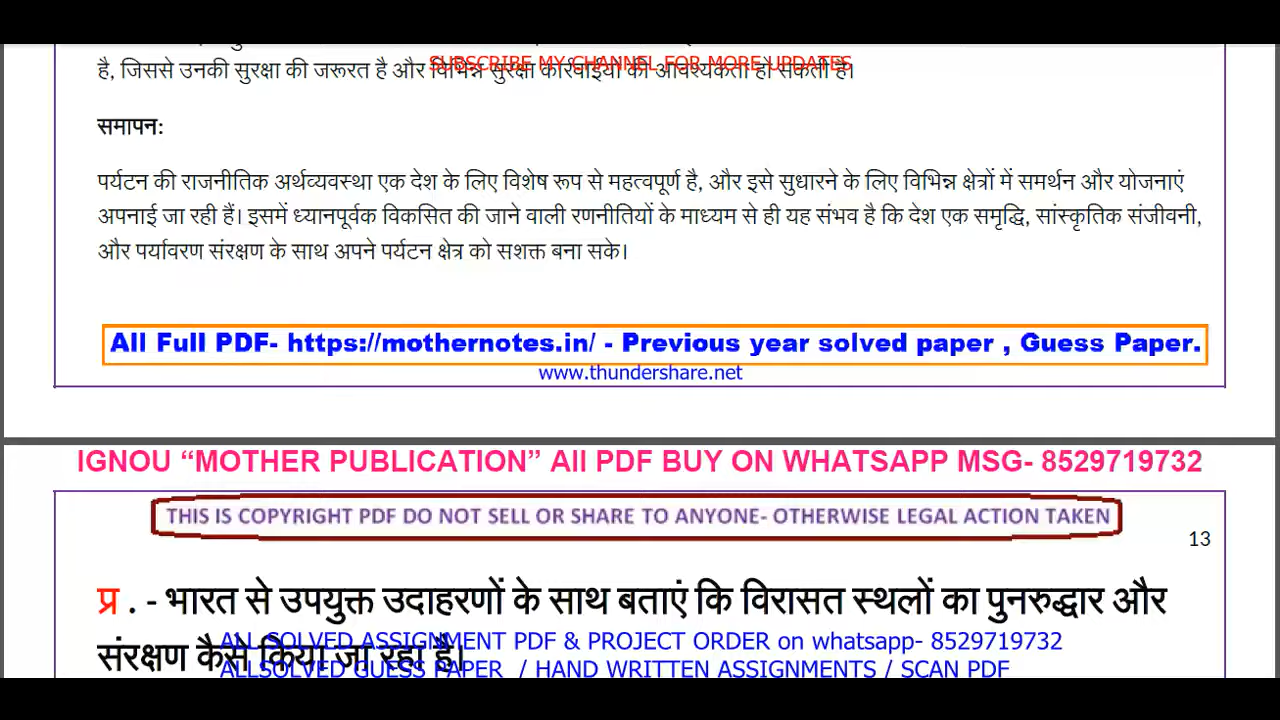 SUBSCRIBE MY CHANNEL FOR MORE UPDATES
है, जिससे उनकी सुरक्षा की जरूरत है और विभिन्न सुरक्षा कार्रवाईयों की आवश्यकता हो सकती है।
समापन:
पर्यटन की राजनीतिक अर्थव्यवस्था एक देश के लिए विशेष रूप से महत्वपूर्ण है, और इसे सुधारने के लिए विभिन्न क्षेत्रों में समर्थन और योजनाएं
अपनाई जा रही हैं। इसमें ध्यानपूर्वक विकसित की जाने वाली रणनीतियों के माध्यम से ही यह संभव है कि देश एक समृद्धि, सांस्कृतिक संजीवनी,
और पर्यावरण संरक्षण के साथ अपने पर्यटन क्षेत्र को सशक्त बना सके।
All Full PDF- https://mothernotes.in/ - Previous year solved paper , Guess Paper.
www.thundershare.net
IGNOU “MOTHER PUBLICATION” All PDF BUY ON WHATSAPP MSG- 8529719732
THIS IS COPYRIGHT PDF DO NOT SELL OR SHARE TO ANYONE- OTHERWISE LEGAL ACTION TAKEN
13
प्र . - भारत से उपयुक्त उदाहरणों के साथ बताएं कि विरासत स्थलों का पुनरुद्धार और
संरक्षण कैसे किया जा रहा है।
ALL SOLVED ASSIGNMENT PDF & PROJECT ORDER on whatsapp- 8529719732
ALLSOLVED GUESS PAPER / HAND WRITTEN ASSIGNMENTS / SCAN PDF